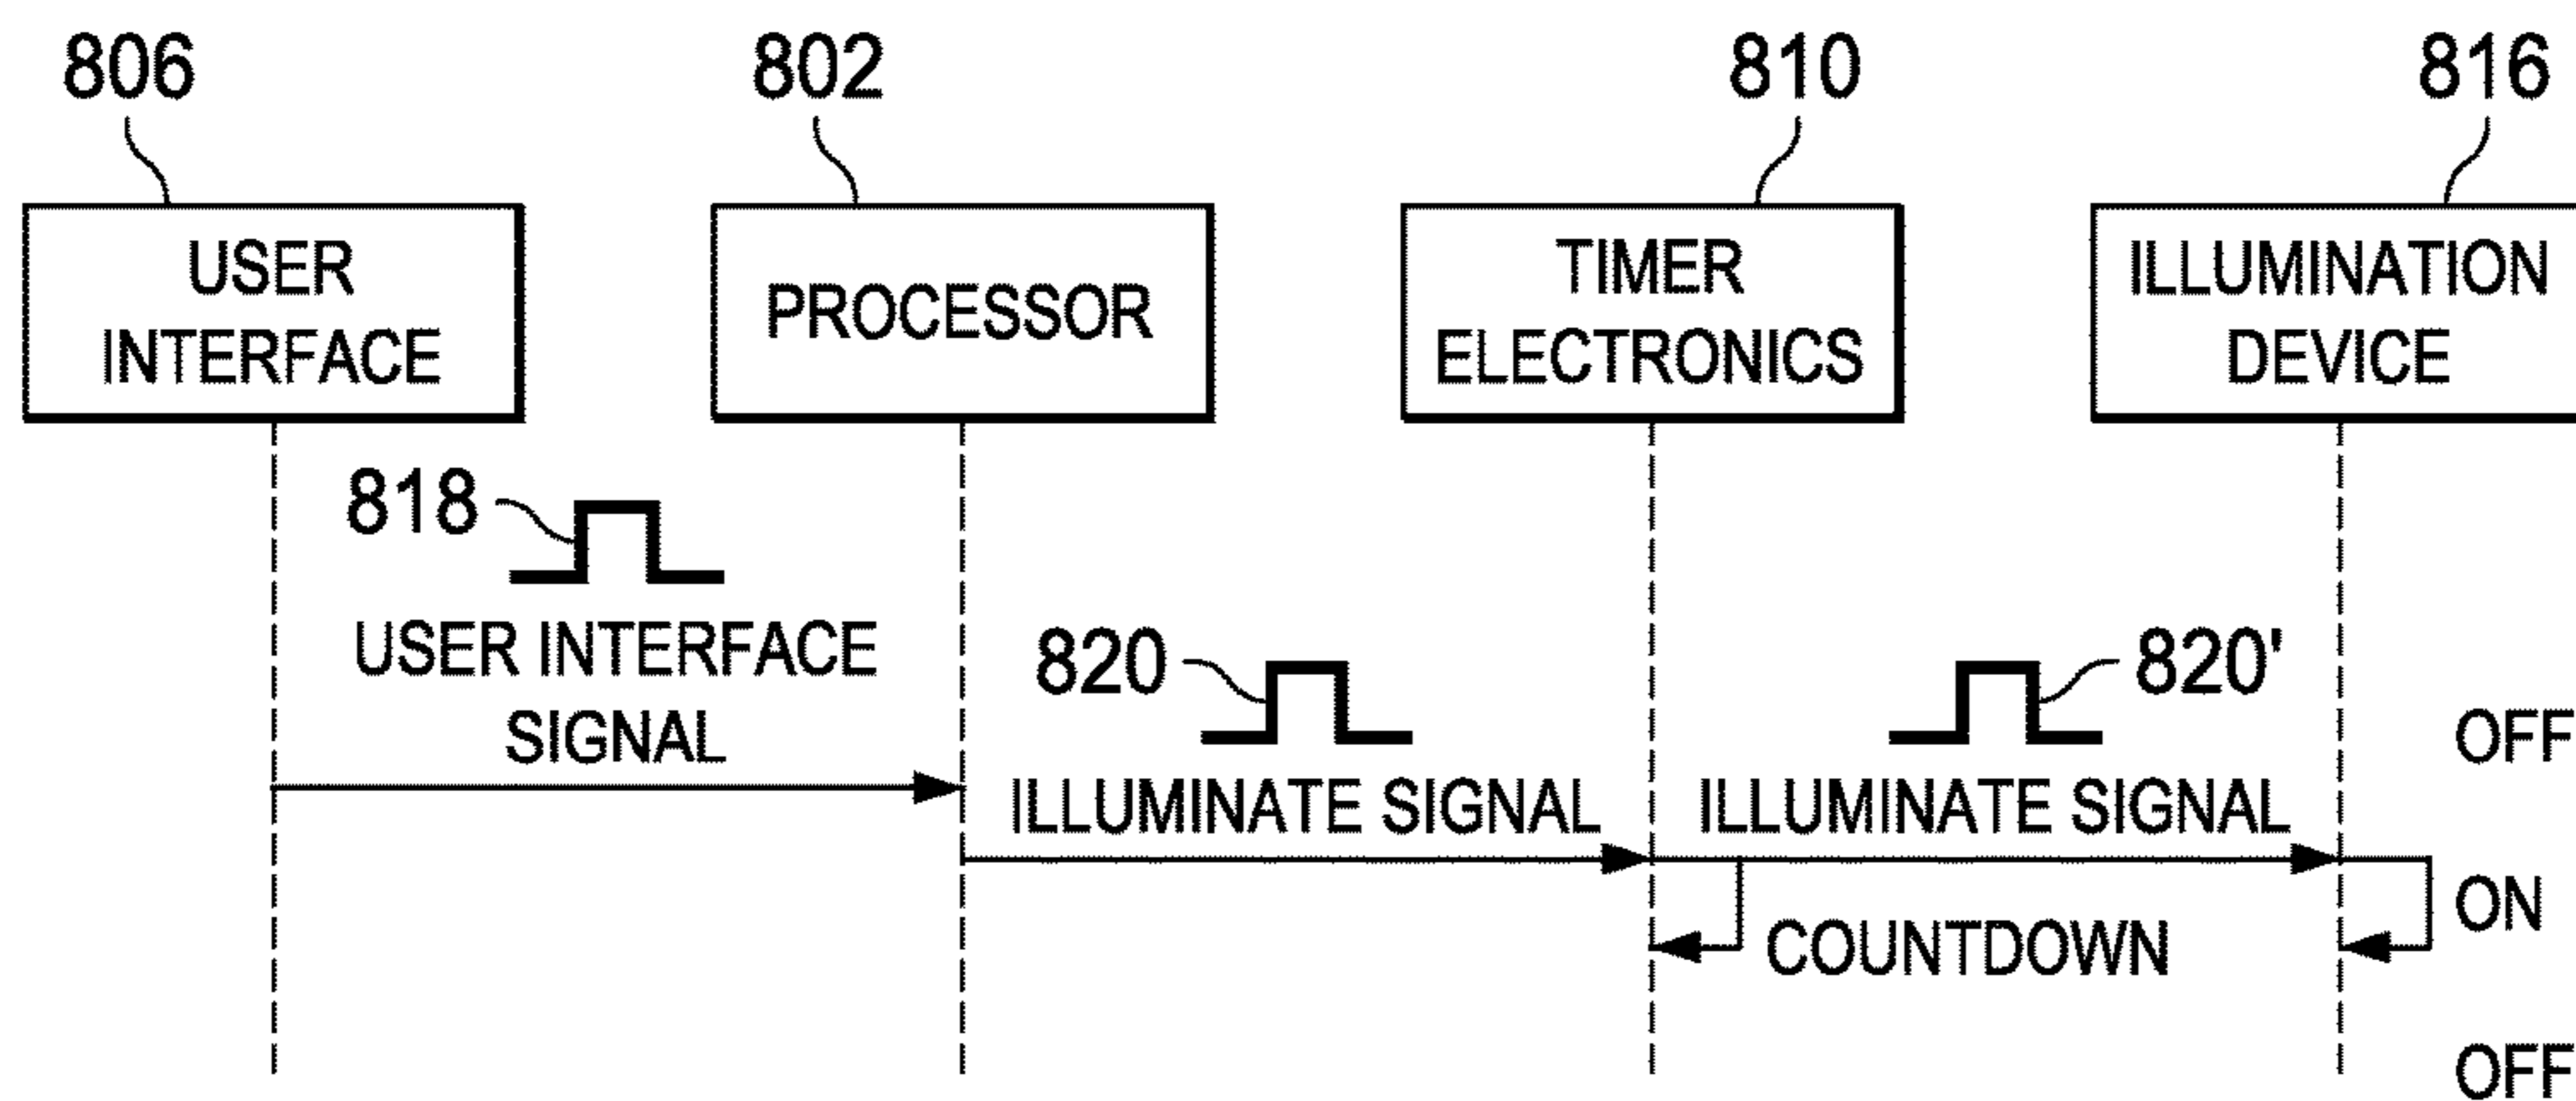 806
802
810
816
USER
INTERFACE
PROCESSOR
TIMER
ELECTRONICS
ILLUMINATION
DEVICE
818
USER INTERFACE
SIGNAL
820
ILLUMINATE SIGNAL
820'
ILLUMINATE SIGNAL
COUNTDOWN
OFF
ON
OFF